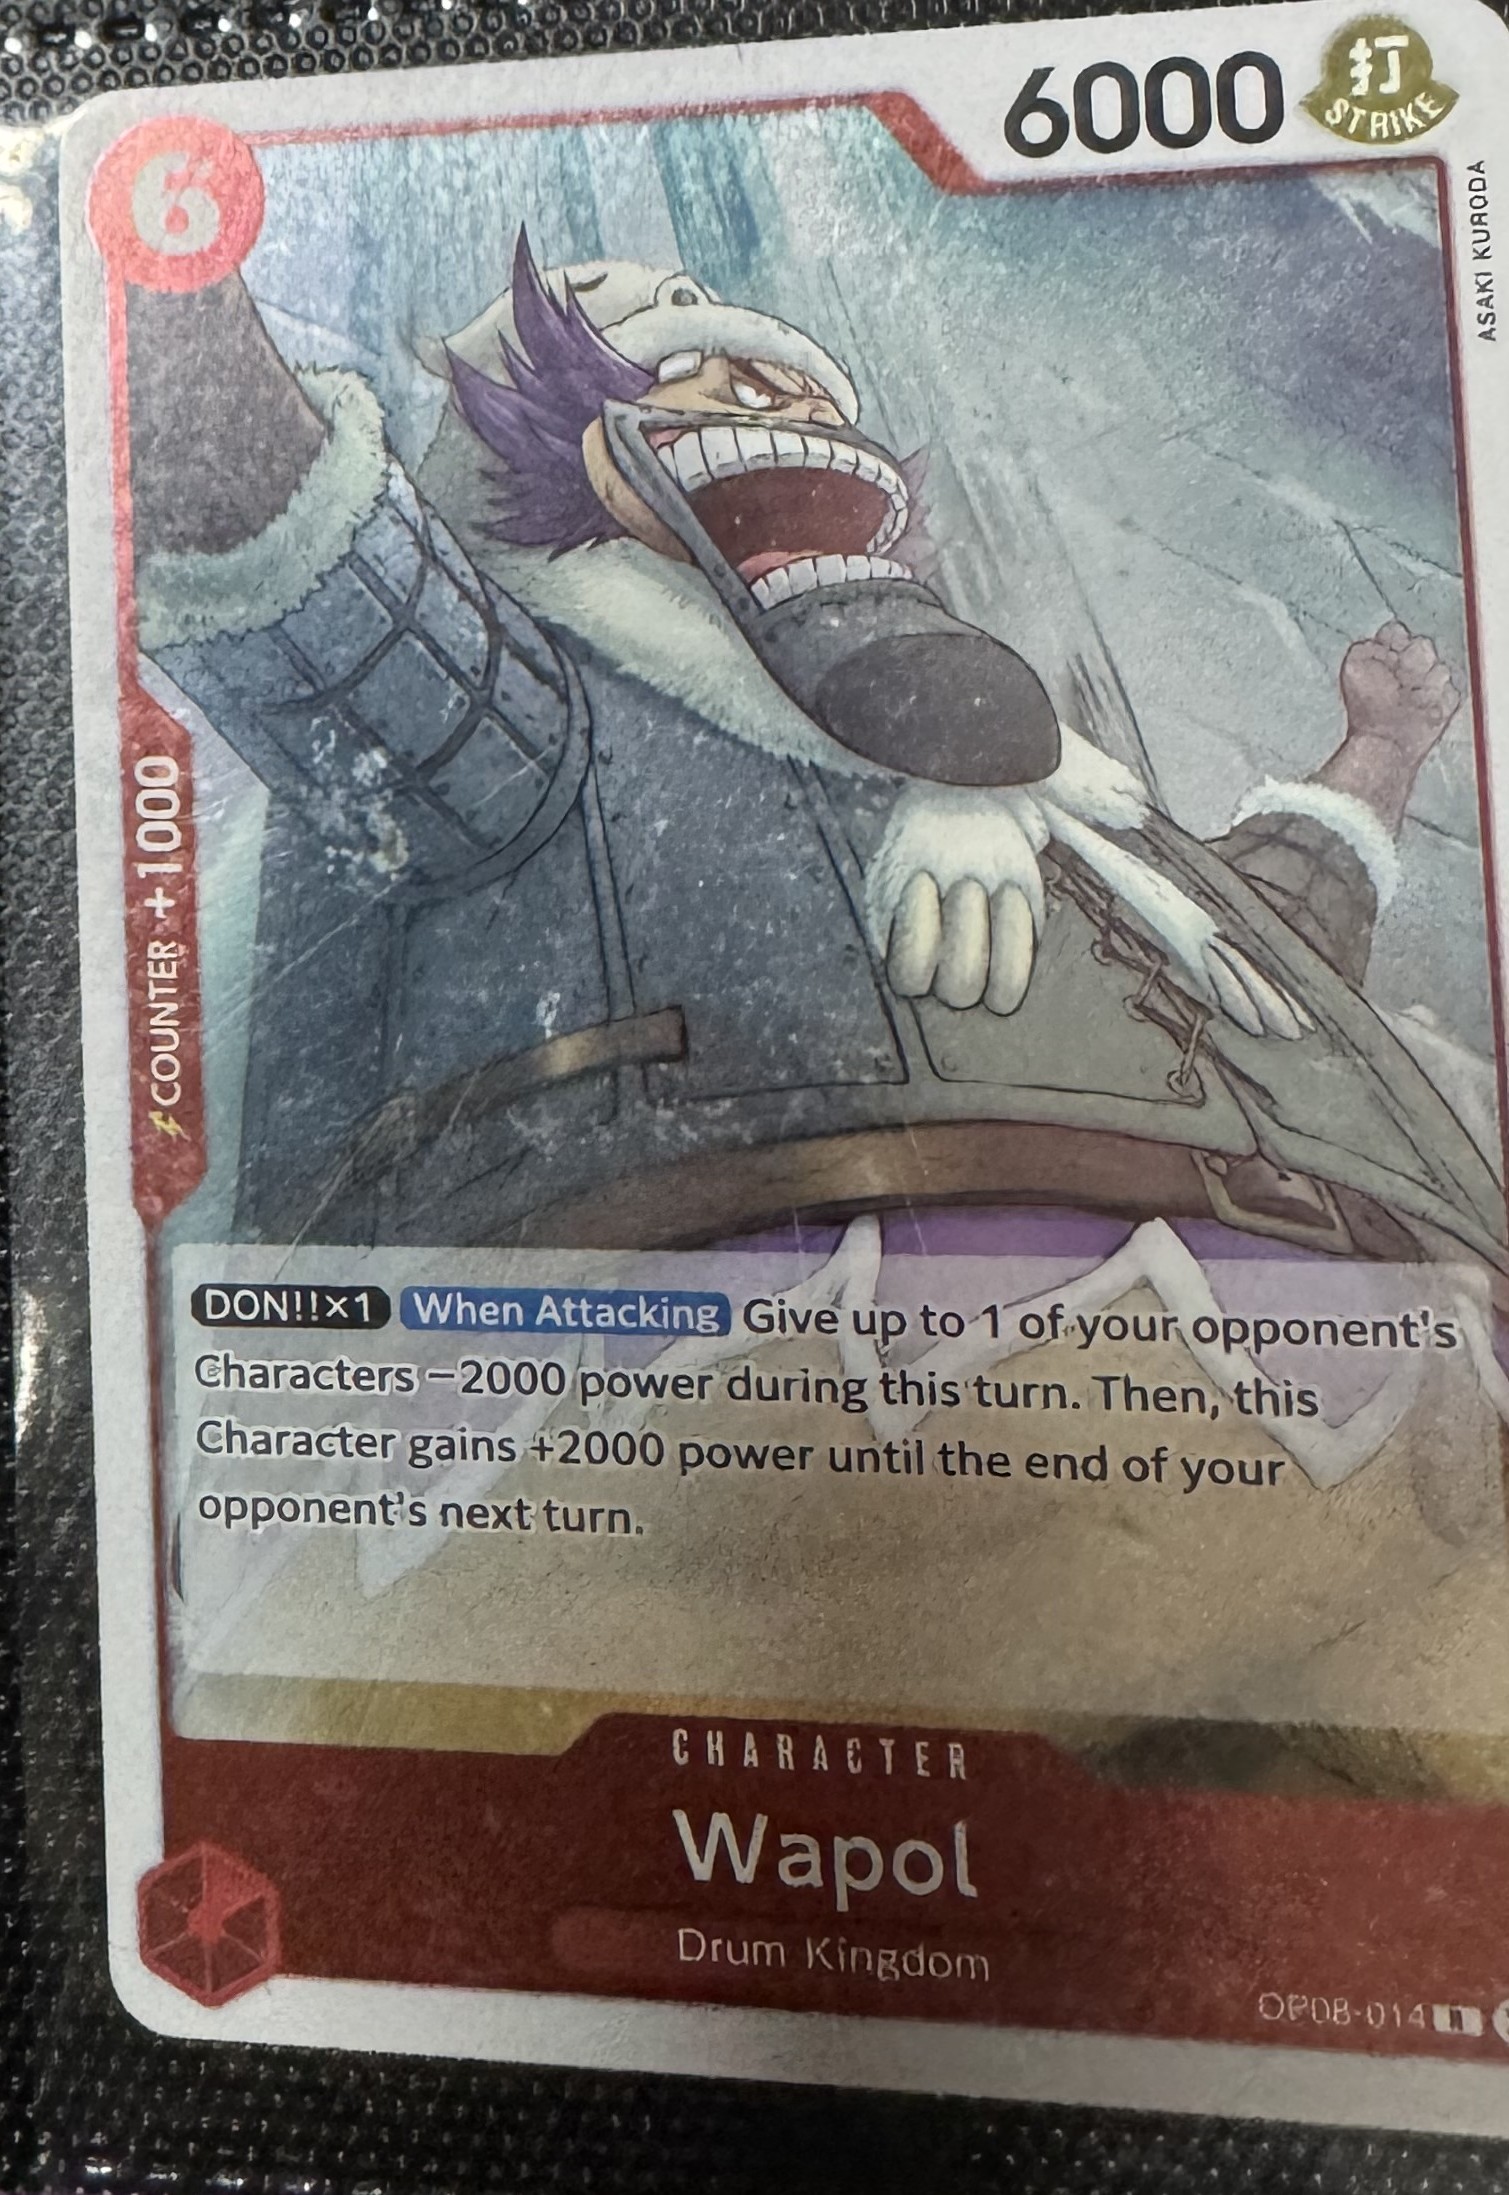 6
6000
打
STRIKE
ASAKI KURODA
COUNTER +1000
DON!!×1 When Attacking Give up to 1 of your opponent's
Characters −2000 power during this turn. Then, this
Character gains +2000 power until the end of your
opponent's next turn.
CHARACTER
Wapol
Drum Kingdom
OP08-014